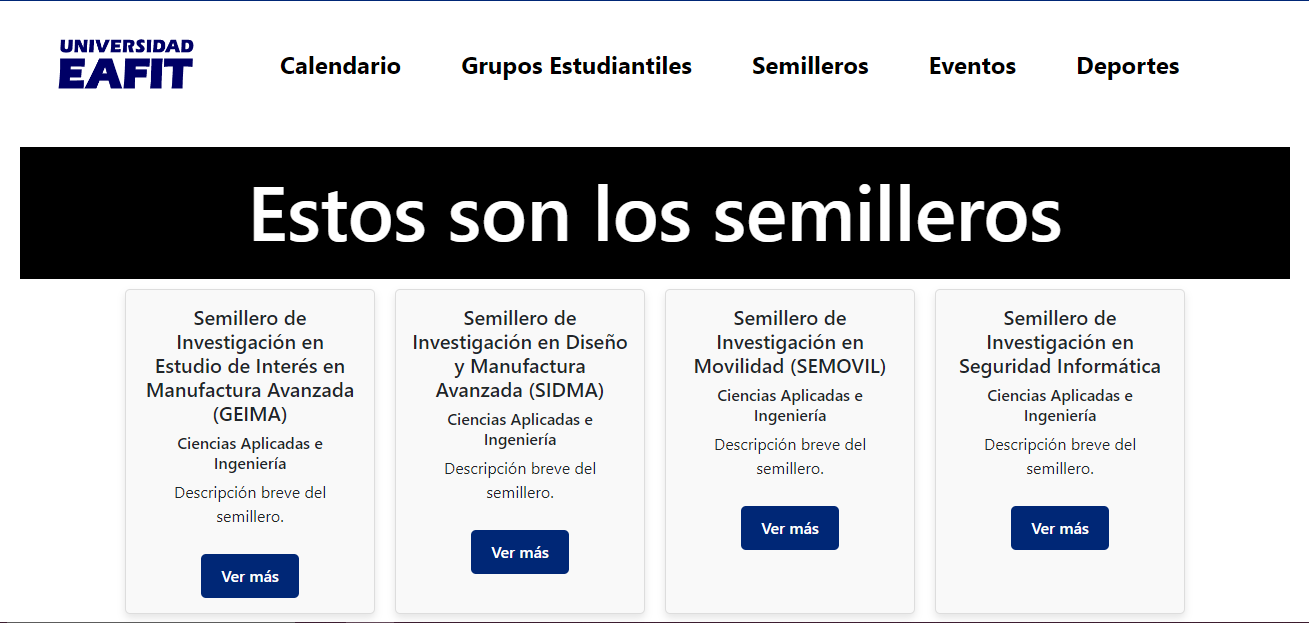 UNIVERSIDAD
EAFIT
Calendario
Grupos Estudiantiles
Semilleros
Eventos
Deportes
Estos son los semilleros
Semillero de
Investigación en
Estudio de Interés en
Manufactura Avanzada
(GEIMA)
Ciencias Aplicadas e
Ingeniería
Descripción breve del
semillero.
Ver más
Semillero de
Investigación en Diseño
y Manufactura
Avanzada (SIDMA)
Ciencias Aplicadas e
Ingeniería
Descripción breve del
semillero.
Ver más
Semillero de
Investigación en
Movilidad (SEMOVIL)
Ciencias Aplicadas e
Ingeniería
Descripción breve del
semillero.
Ver más
Semillero de
Investigación en
Seguridad Informática
Ciencias Aplicadas e
Ingeniería
Descripción breve del
semillero.
Ver más